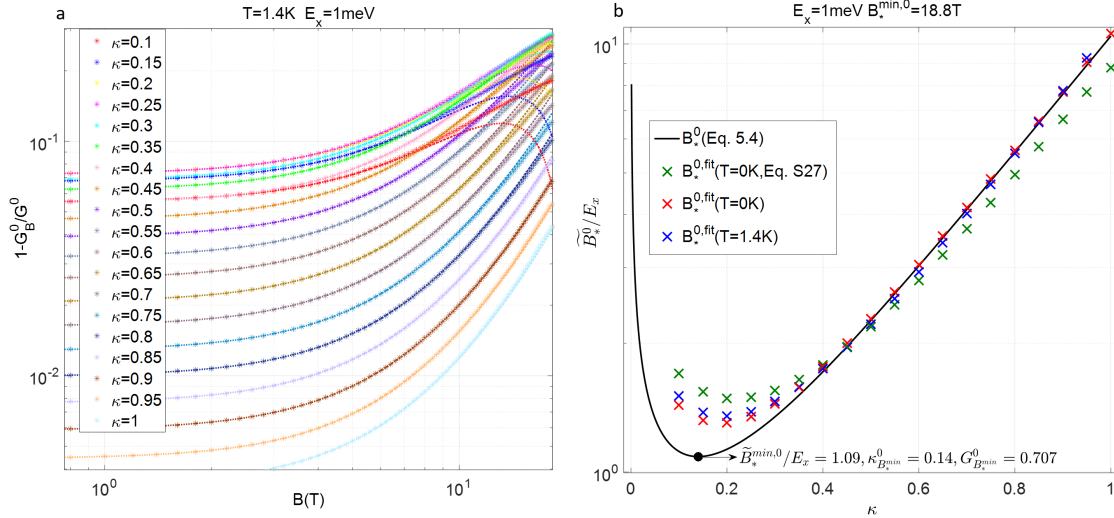 a
T=1.4K E_x=1meV
κ=0.1
κ=0.15
κ=0.2
κ=0.25
κ=0.3
κ=0.35
κ=0.4
κ=0.45
κ=0.5
κ=0.55
κ=0.6
κ=0.65
κ=0.7
κ=0.75
κ=0.8
κ=0.85
κ=0.9
κ=0.95
κ=1
10^{-1}
10^{-2}
1-G_B^0/G^0
10^0
10^1
B(T)
b
E_x=1meV B_*^{min,0}=18.8T
10^1
10^0
B̃_*^0/E_x
B_*^0(Eq. 5.4)
B_*^{0,fit}(T=0K,Eq. S27)
B_*^{0,fit}(T=0K)
B_*^{0,fit}(T=1.4K)
B̃_*^{min,0}/E_x = 1.09, κ_{B_*^{min}}^0 = 0.14, G_{B_*^{min}}^0 = 0.707
0
0.2
0.4
0.6
0.8
1
κ